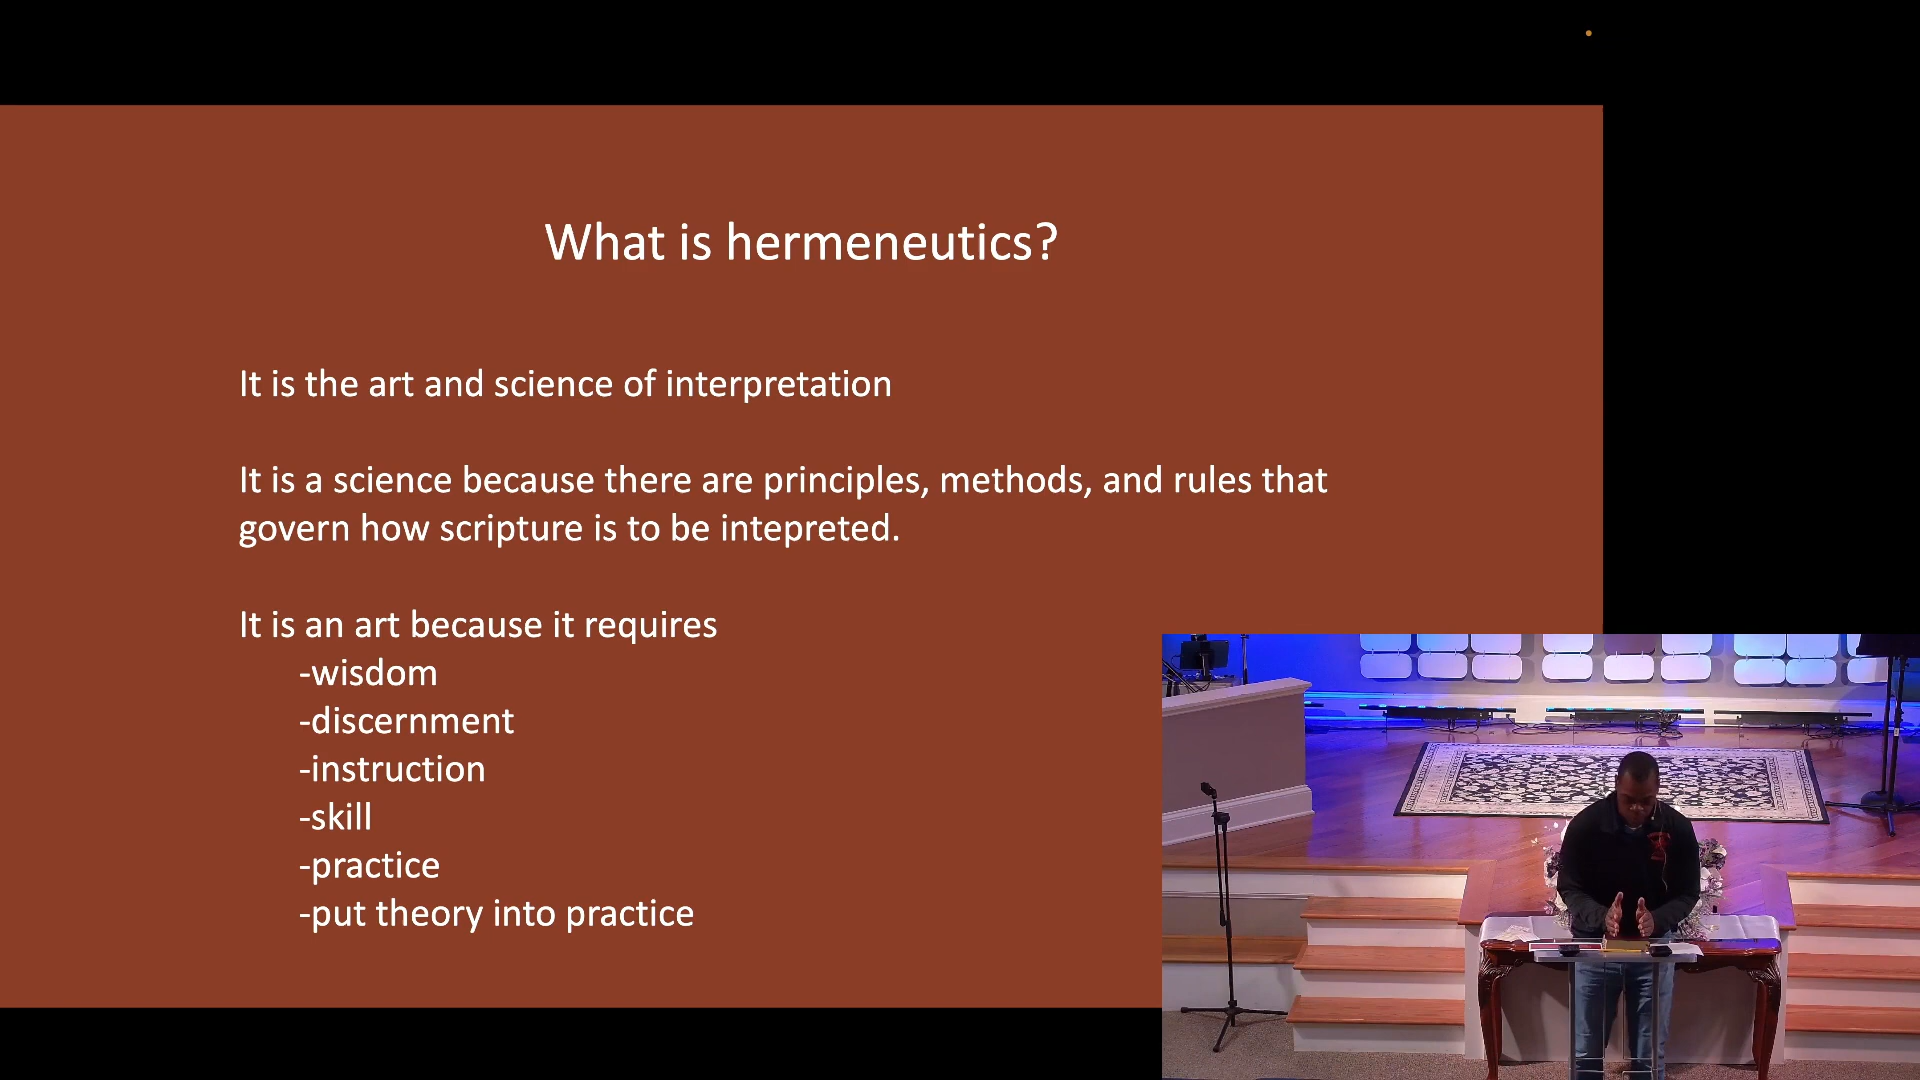 What is hermeneutics?
It is the art and science of interpretation
It is a science because there are principles, methods, and rules that
govern how scripture is to be intepreted.
It is an art because it requires
-wisdom
-discernment
-instruction
-skill
-practice
-put theory into practice